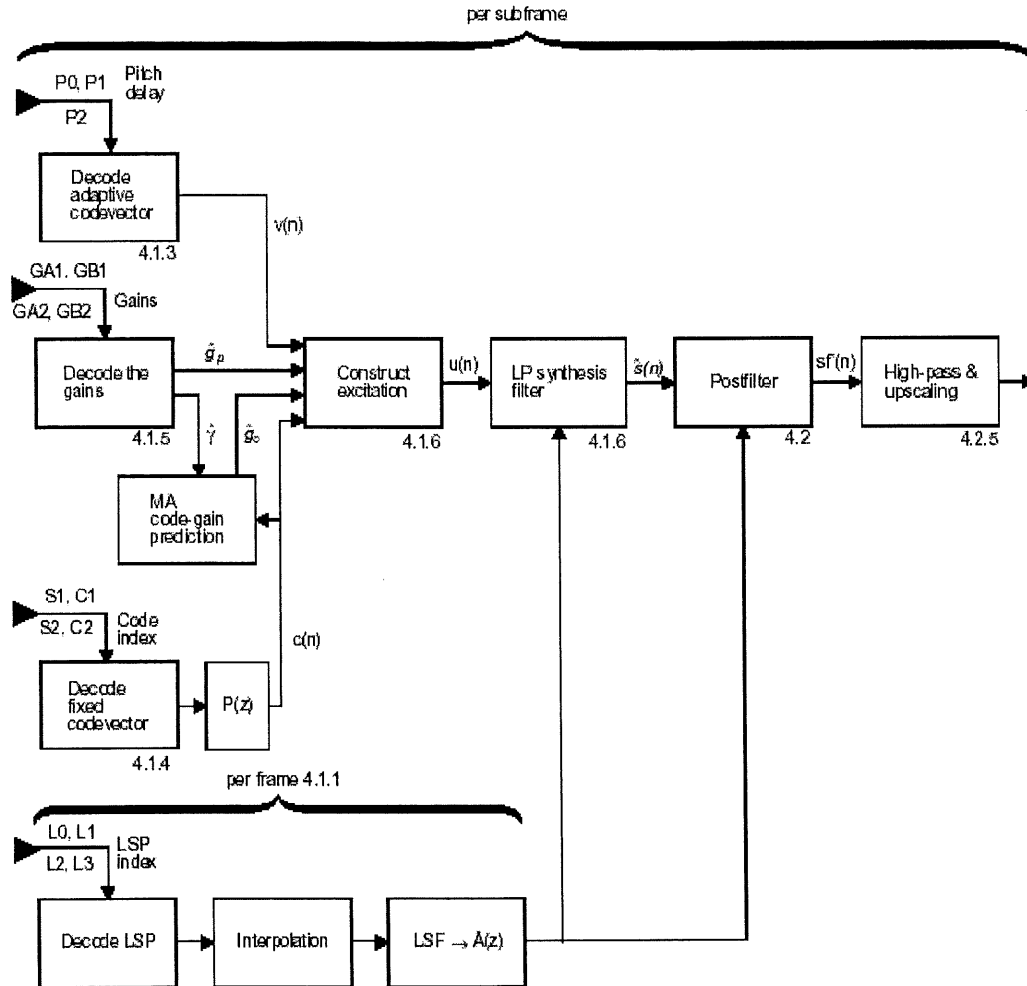 per subframe
P0, P1
P2
Pitch
delay
Decode
adaptive
codevector
4.1.3
v(n)
GA1. GB1
GA2, GB2
Gains
Decode the
gains
4.1.5
ĝp
γ̂
ĝc
MA
code-gain
prediction
Construct
excitation
4.1.6
u(n)
LP synthesis
filter
4.1.6
ŝ(n)
Postfilter
4.2
sf'(n)
High-pass &
upscaling
4.2.5
S1, C1
S2, C2
Code
index
Decode
fixed
codevector
4.1.4
P(z)
c(n)
per frame 4.1.1
L0, L1
L2, L3
LSP
index
Decode LSP
Interpolation
LSF → Â(z)